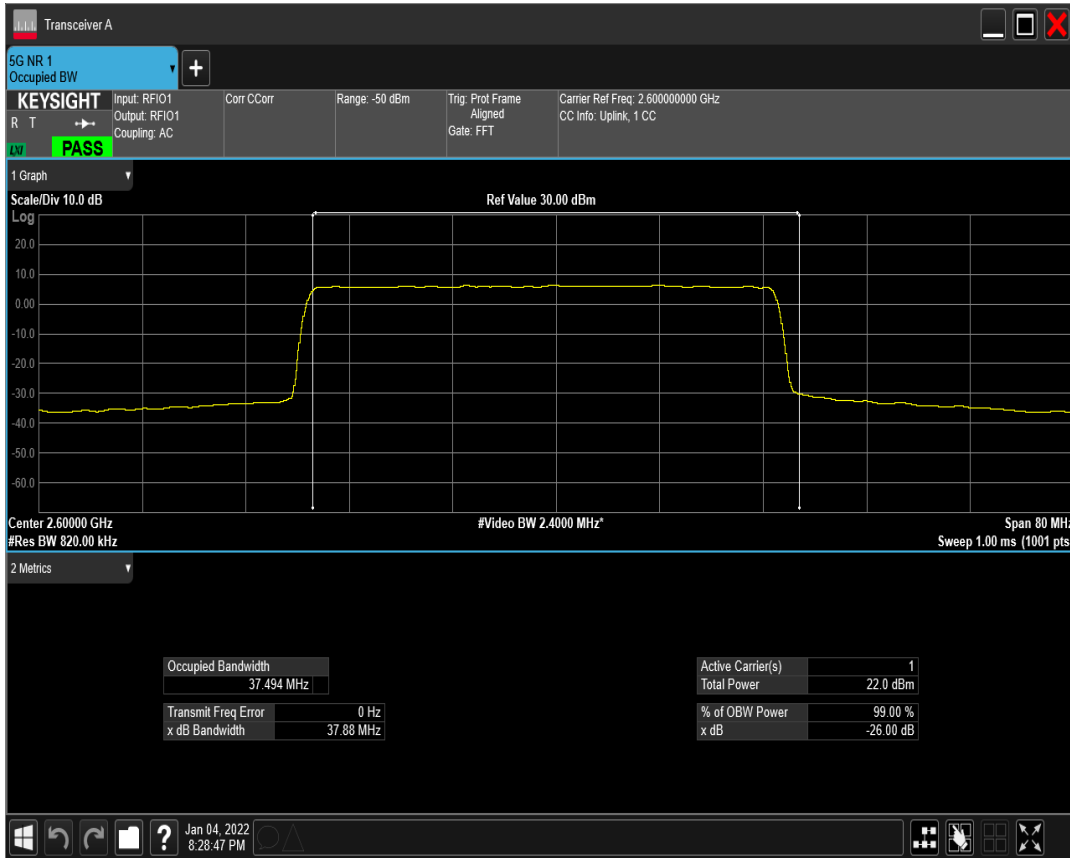 Transceiver A
5G NR 1
Occupied BW
KEYSIGHT
R T
LXI
PASS
Input: RFIO1
Output: RFIO1
Coupling: AC
Corr CCorr
Range: -50 dBm
Trig: Prot Frame
Aligned
Gate: FFT
Carrier Ref Freq: 2.600000000 GHz
CC Info: Uplink, 1 CC
1 Graph
Scale/Div 10.0 dB
Ref Value 30.00 dBm
Log
20.0
10.0
0.00
-10.0
-20.0
-30.0
-40.0
-50.0
-60.0
Center 2.60000 GHz
#Video BW 2.4000 MHz*
Span 80 MHz
#Res BW 820.00 kHz
Sweep 1.00 ms (1001 pts
2 Metrics
Occupied Bandwidth
37.494 MHz
Transmit Freq Error 0 Hz
x dB Bandwidth 37.88 MHz
Active Carrier(s) 1
Total Power 22.0 dBm
% of OBW Power 99.00 %
x dB -26.00 dB
?
Jan 04, 2022
8:28:47 PM